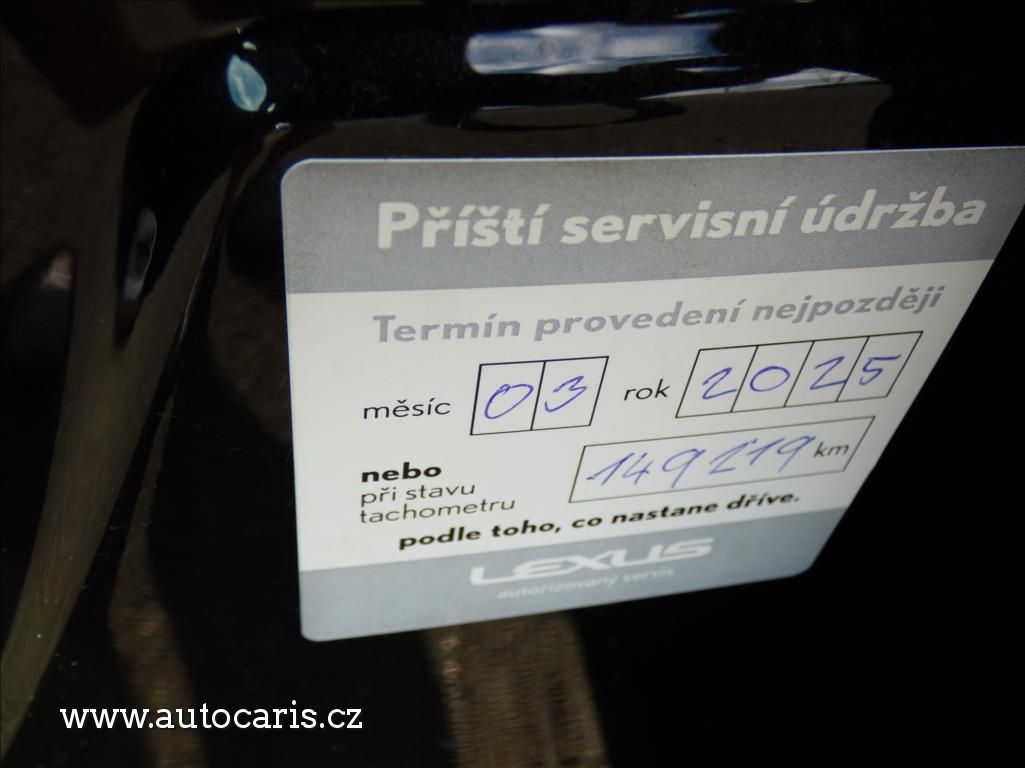 Příští servisní údržba
Termín provedení nejpozději
měsíc 03 rok 2025
nebo
při stavu
tachometru 149219 km
podle toho, co nastane dříve.
LEXUS
autorizovaný servis
www.autocaris.cz